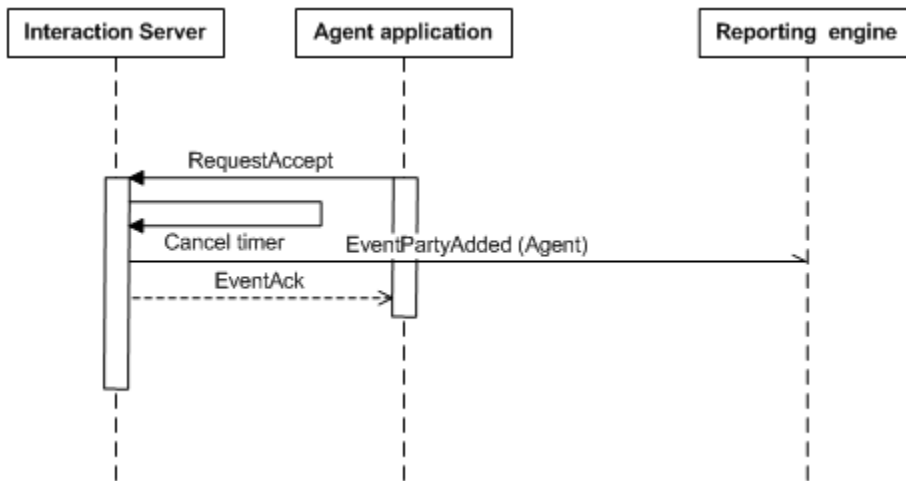 Interaction Server
Agent application
Reporting engine
RequestAccept
Cancel timer
EventPartyAdded (Agent)
EventAck